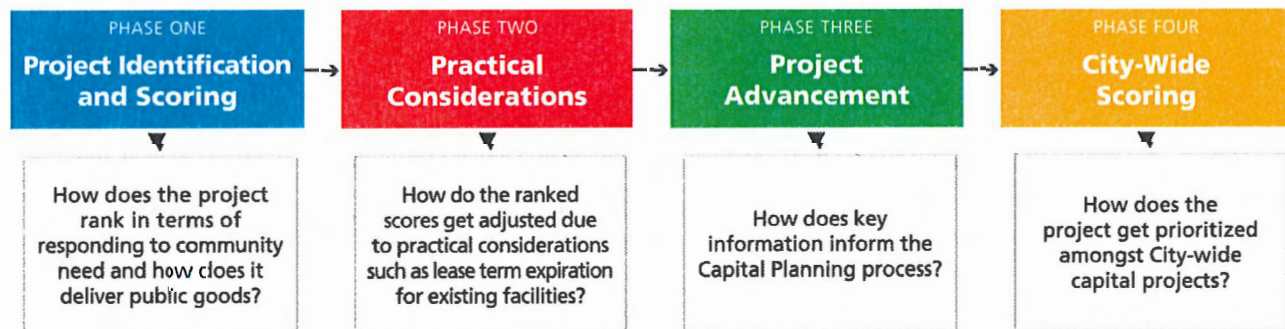 PHASE ONE
Project Identification
and Scoring
How does the project
rank in terms of
responding to community
need and how does it
deliver public goods?
PHASE TWO
Practical
Considerations
How do the ranked
scores get adjusted due
to practical considerations
such as lease term expiration
for existing facilities?
PHASE THREE
Project
Advancement
How does key
information inform the
Capital Planning process?
PHASE FOUR
City-Wide
Scoring
How does the
project get prioritized
amongst City-wide
capital projects?